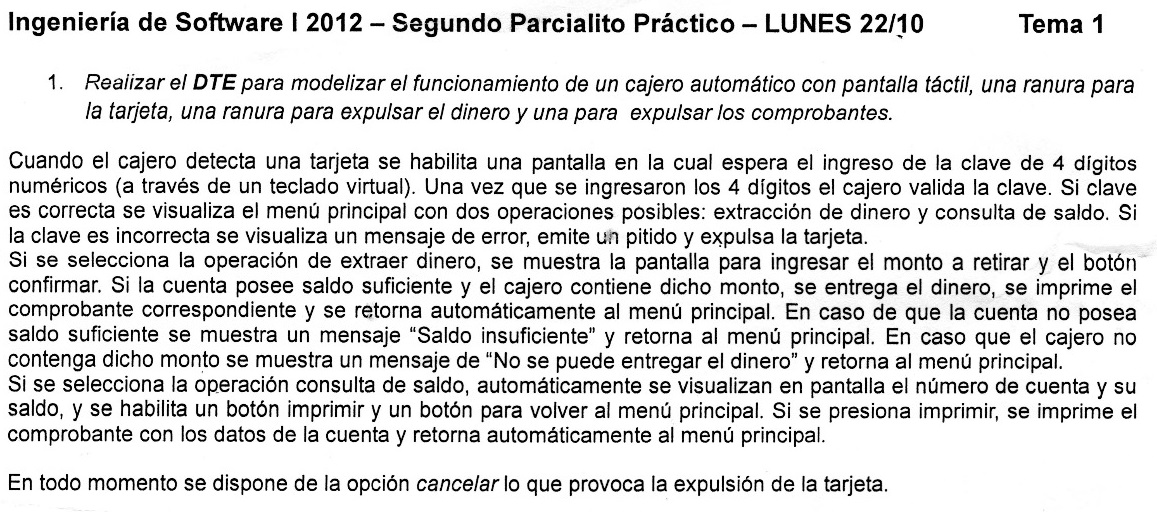 Ingeniería de Software I 2012 – Segundo Parcialito Práctico – LUNES 22/10 Tema 1
1. Realizar el DTE para modelizar el funcionamiento de un cajero automático con pantalla táctil, una ranura para
la tarjeta, una ranura para expulsar el dinero y una para expulsar los comprobantes.
Cuando el cajero detecta una tarjeta se habilita una pantalla en la cual espera el ingreso de la clave de 4 dígitos
numéricos (a través de un teclado virtual). Una vez que se ingresaron los 4 dígitos el cajero valida la clave. Si clave
es correcta se visualiza el menú principal con dos operaciones posibles: extracción de dinero y consulta de saldo. Si
la clave es incorrecta se visualiza un mensaje de error, emite un pitido y expulsa la tarjeta.
Si se selecciona la operación de extraer dinero, se muestra la pantalla para ingresar el monto a retirar y el botón
confirmar. Si la cuenta posee saldo suficiente y el cajero contiene dicho monto, se entrega el dinero, se imprime el
comprobante correspondiente y se retorna automáticamente al menú principal. En caso de que la cuenta no posea
saldo suficiente se muestra un mensaje “Saldo insuficiente” y retorna al menú principal. En caso que el cajero no
contenga dicho monto se muestra un mensaje de “No se puede entregar el dinero” y retorna al menú principal.
Si se selecciona la operación consulta de saldo, automáticamente se visualizan en pantalla el número de cuenta y su
saldo, y se habilita un botón imprimir y un botón para volver al menú principal. Si se presiona imprimir, se imprime el
comprobante con los datos de la cuenta y retorna automáticamente al menú principal.
En todo momento se dispone de la opción cancelar lo que provoca la expulsión de la tarjeta.